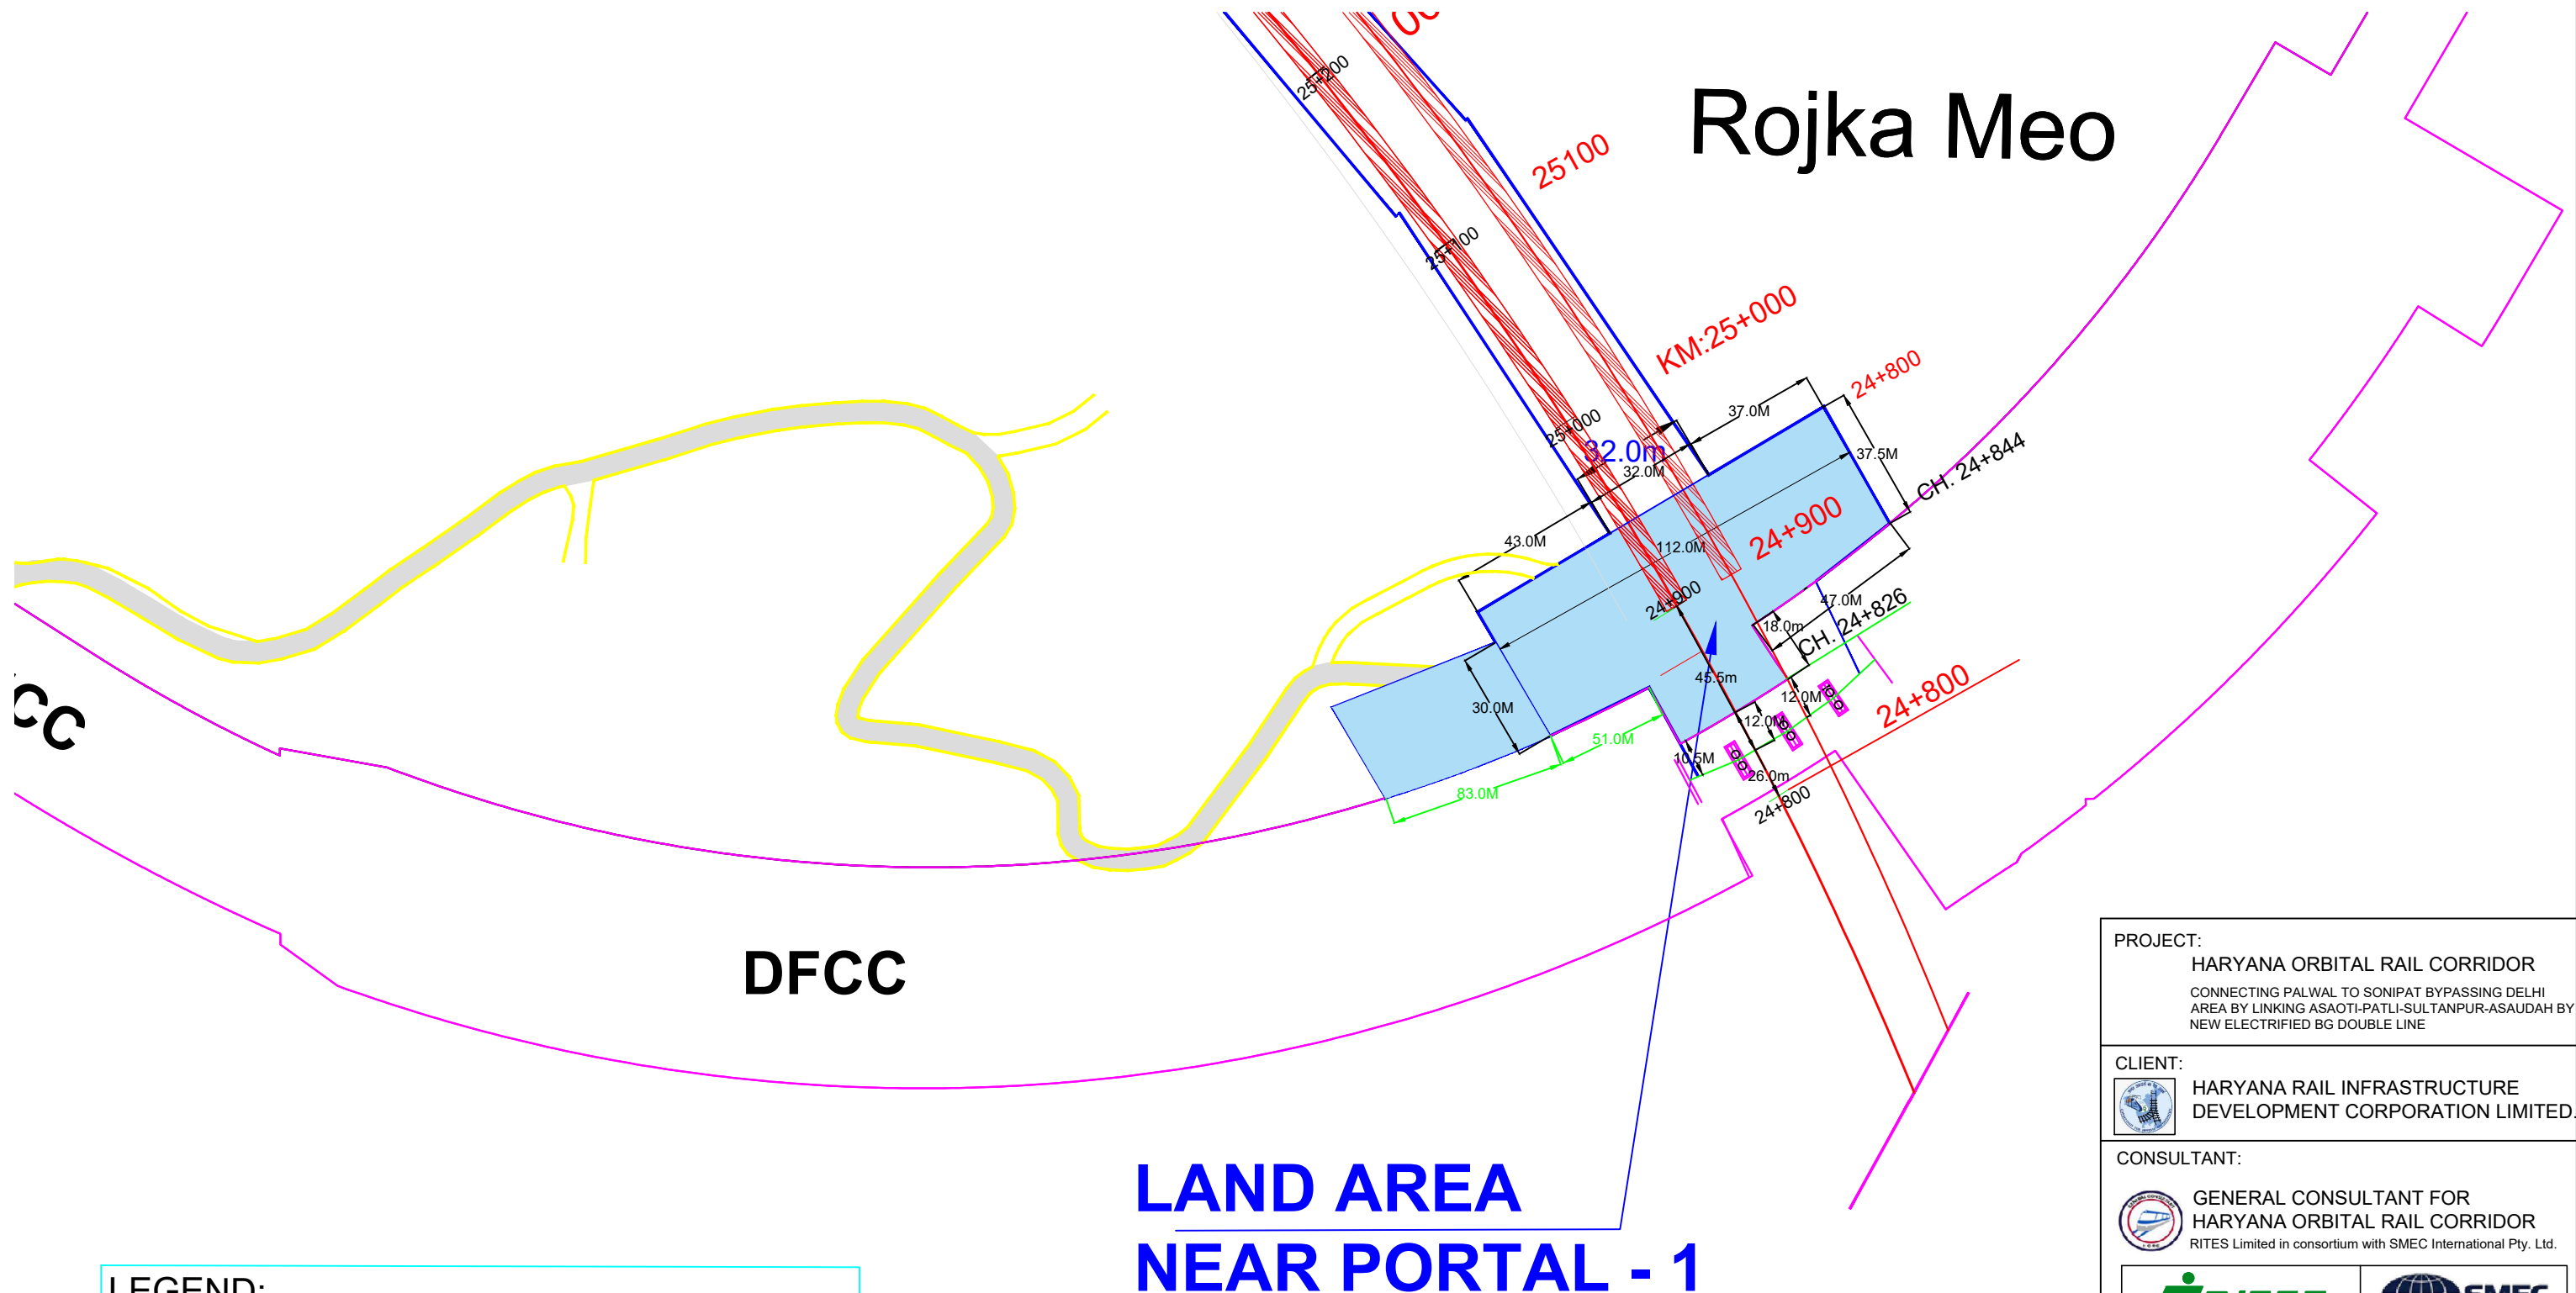 25+200
Rojka Meo
25100
25+100
KM:25+000
24+800
37.0M
25+000
32.0m
32.0M
37.5M
CH. 24+844
24+900
43.0M
112.0M
24+900
47.0M
CH. 24+826
18.0m
45.5m
12.0M
24+800
30.0M
12.0M
51.0M
10.5M
26.0m
83.0M
24+800
CC
DFCC
LAND AREA
NEAR PORTAL - 1
LEGEND:
PROJECT:
HARYANA ORBITAL RAIL CORRIDOR
CONNECTING PALWAL TO SONIPAT BYPASSING DELHI
AREA BY LINKING ASAOTI-PATLI-SULTANPUR-ASAUDAH BY
NEW ELECTRIFIED BG DOUBLE LINE
CLIENT:
HARYANA RAIL INFRASTRUCTURE
DEVELOPMENT CORPORATION LIMITED.
CONSULTANT:
GENERAL CONSULTANT FOR
HARYANA ORBITAL RAIL CORRIDOR
RITES Limited in consortium with SMEC International Pty. Ltd.
SMEC